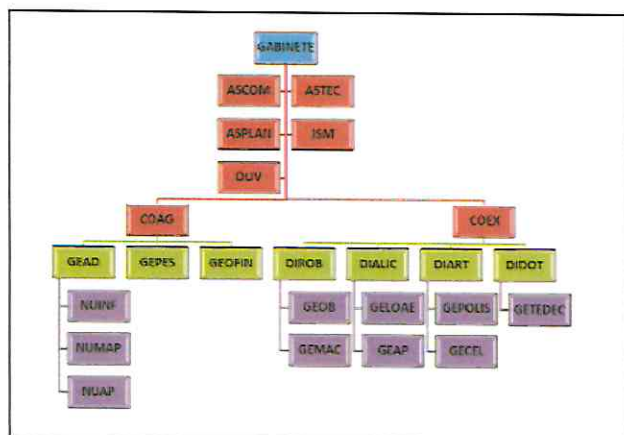 GABINETE
ASCOM ASTEC
ASPLAN JSM
OUV
COAG COEX
GEAD GEPES GEOFIN DIROB DIALIC DIART DIDOT
NUINF GEOB GELOAE GEPOLIS GETEDEC
NUMAP GEMAC GEAP GECEL
NUAP